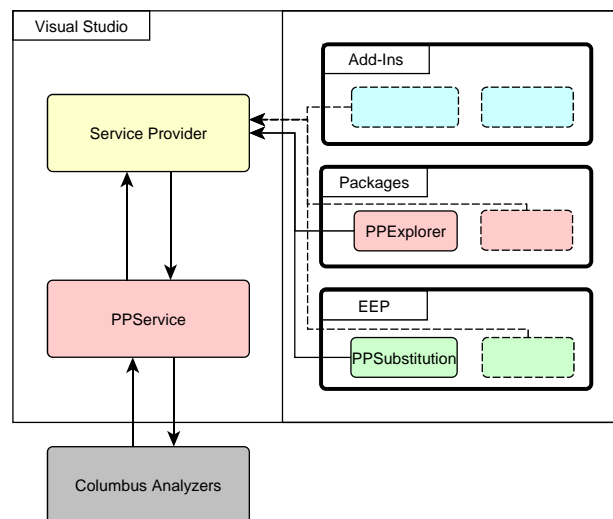 Visual Studio
Add-Ins
Service Provider
Packages
PPExplorer
PPService
EEP
PPSubstitution
Columbus Analyzers